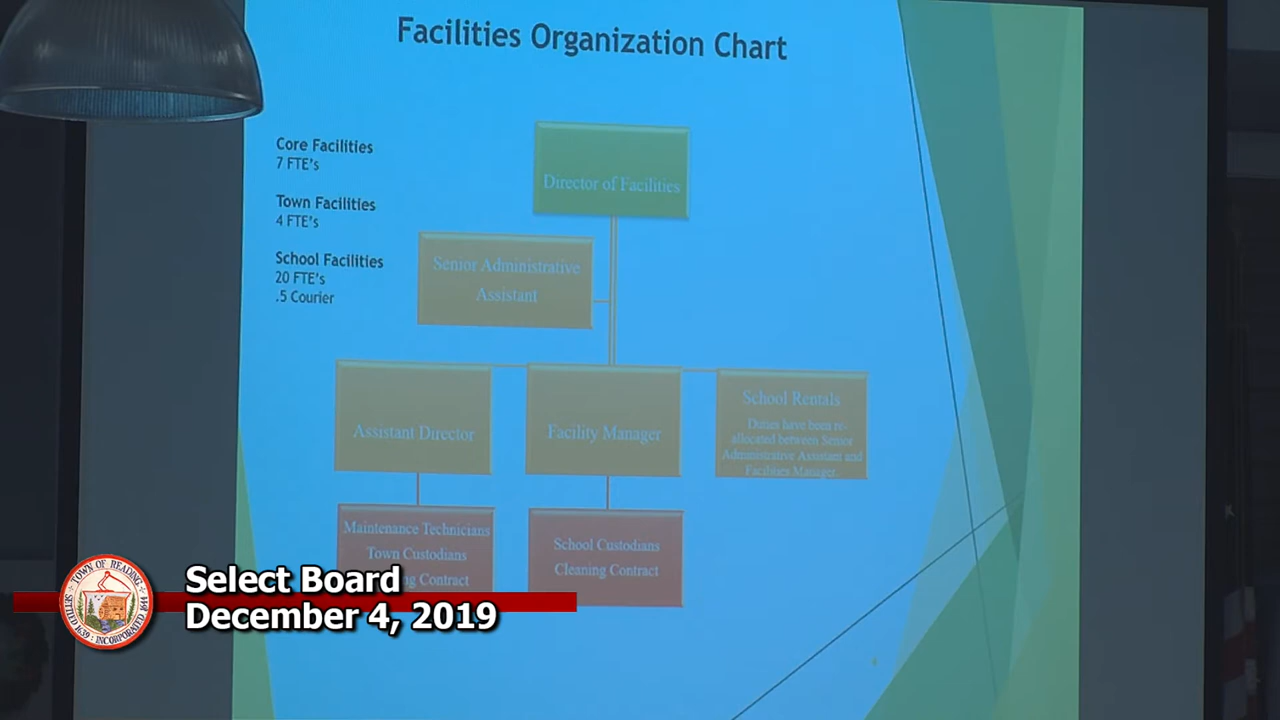 Facilities Organization Chart
Core Facilities
7 FTE's
Town Facilities
4 FTE's
School Facilities
20 FTE's
.5 Courier
Director of Facilities
Senior Administrative
Assistant
Assistant Director
Facility Manager
School Rentals
Duties have been re-
allocated between Senior
Administrative Assistant and
Facilities Manager.
Maintenance Technicians
Town Custodians
Contract
School Custodians
Cleaning Contract
TOWN OF READING
SETTLED 1639 : INCORPORATED 1644
Select Board
December 4, 2019